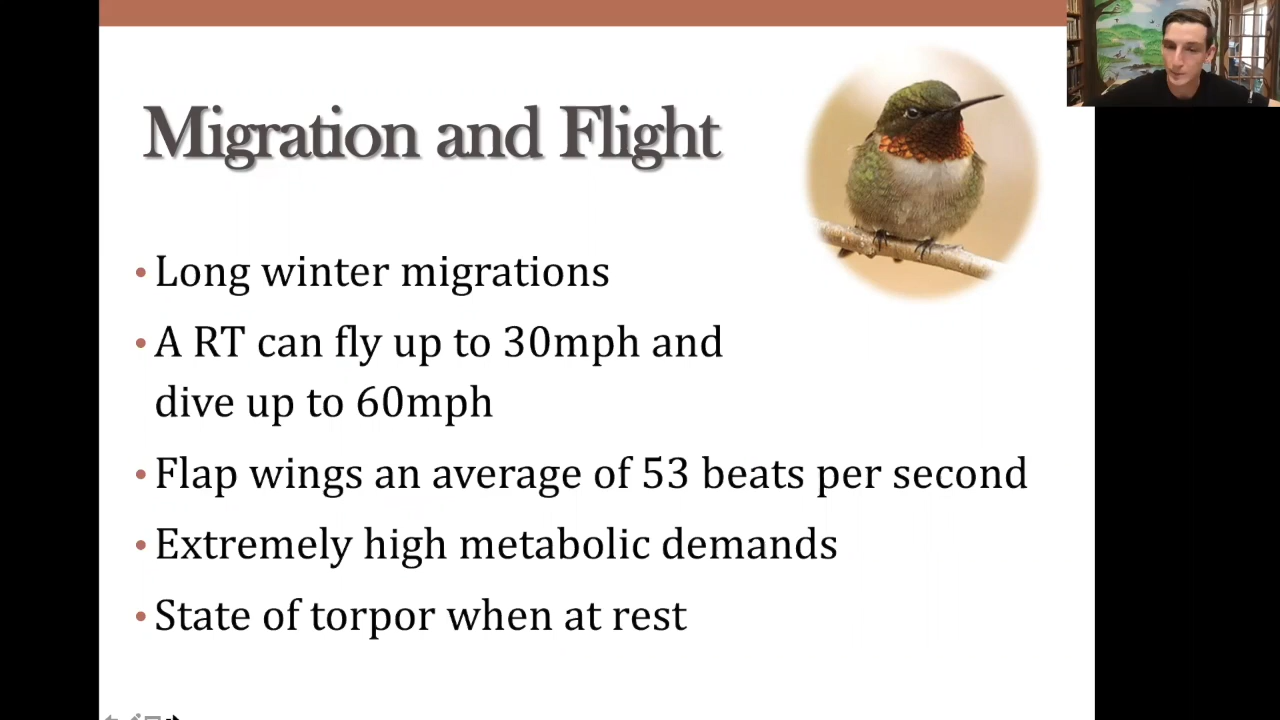 Migration and Flight
• Long winter migrations
• A RT can fly up to 30mph and
dive up to 60mph
• Flap wings an average of 53 beats per second
• Extremely high metabolic demands
• State of torpor when at rest